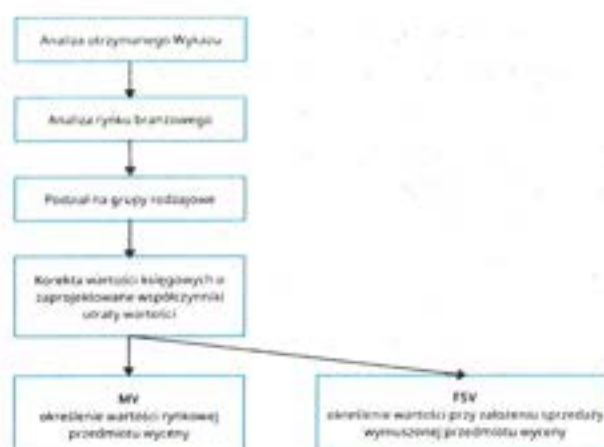 Analiza otrzymanego Wykazu
Analiza rynku branżowego
Podział na grupy rodzajowe
Korekta wartości księgowych o
zaprojektowane współczynniki
utraty wartości
MV
określenie wartości rynkowej
przedmiotu wyceny
FSV
określenie wartości przy założeniu sprzedaży
wymuszonej przedmiotu wyceny